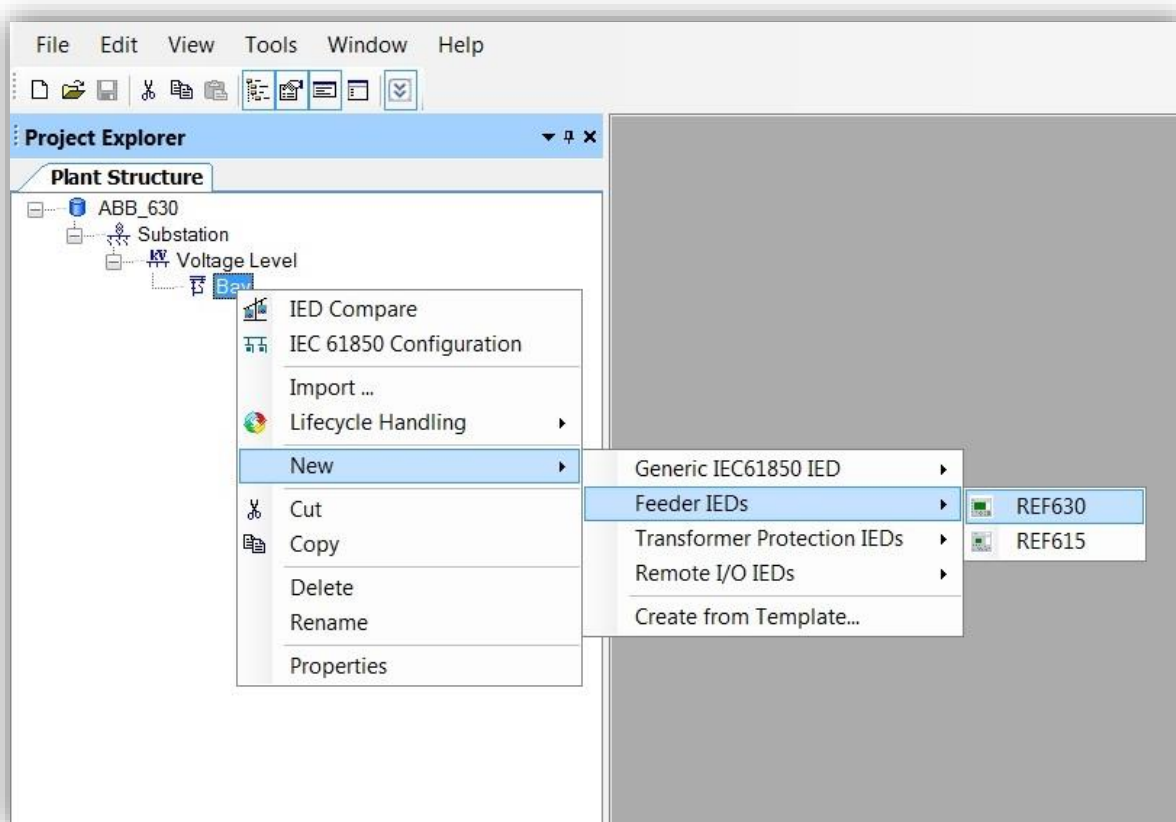 File Edit View Tools Window Help
Project Explorer
Plant Structure
ABB_630
Substation
Voltage Level
Bay
IED Compare
IEC 61850 Configuration
Import ...
Lifecycle Handling
New
Cut
Copy
Delete
Rename
Properties
Generic IEC61850 IED
Feeder IEDs
Transformer Protection IEDs
Remote I/O IEDs
Create from Template...
REF630
REF615